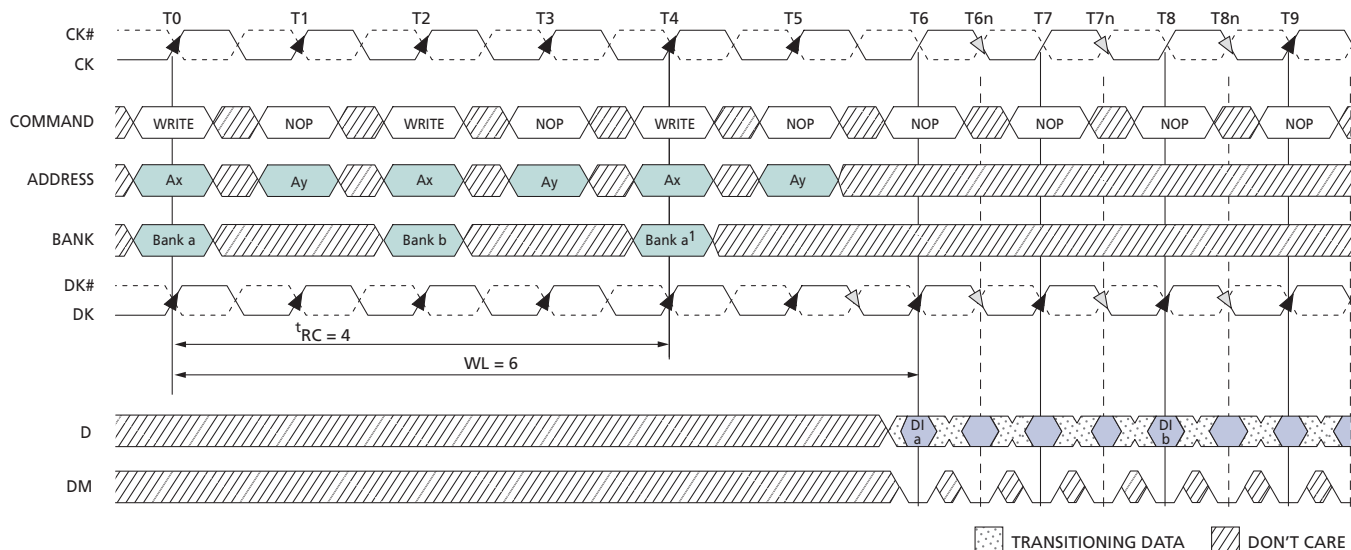 T0 T1 T2 T3 T4 T5 T6 T6n T7 T7n T8 T8n T9
CK#
CK
COMMAND WRITE NOP WRITE NOP WRITE NOP NOP NOP NOP NOP
ADDRESS Ax Ay Ax Ay Ax Ay
BANK Bank a Bank b Bank a1
DK#
DK
tRC = 4
WL = 6
D DI a DI b
DM
TRANSITIONING DATA DON'T CARE